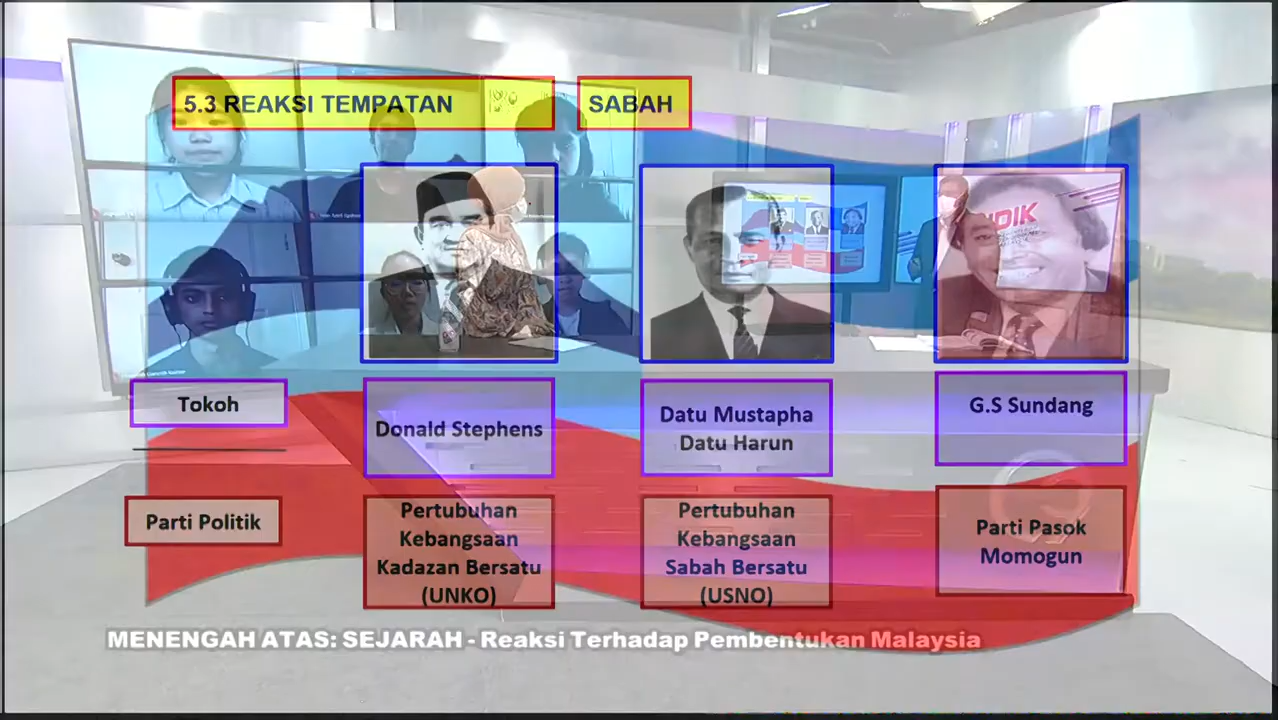 5.3 REAKSI TEMPATAN
SABAH
Tokoh
Donald Stephens
Datu Mustapha
Datu Harun
G.S Sundang
Parti Politik
Pertubuhan
Kebangsaan
Kadazan Bersatu
(UNKO)
Pertubuhan
Kebangsaan
Sabah Bersatu
(USNO)
Parti Pasok
Momogun
MENENGAH ATAS: SEJARAH - Reaksi Terhadap Pembentukan Malaysia